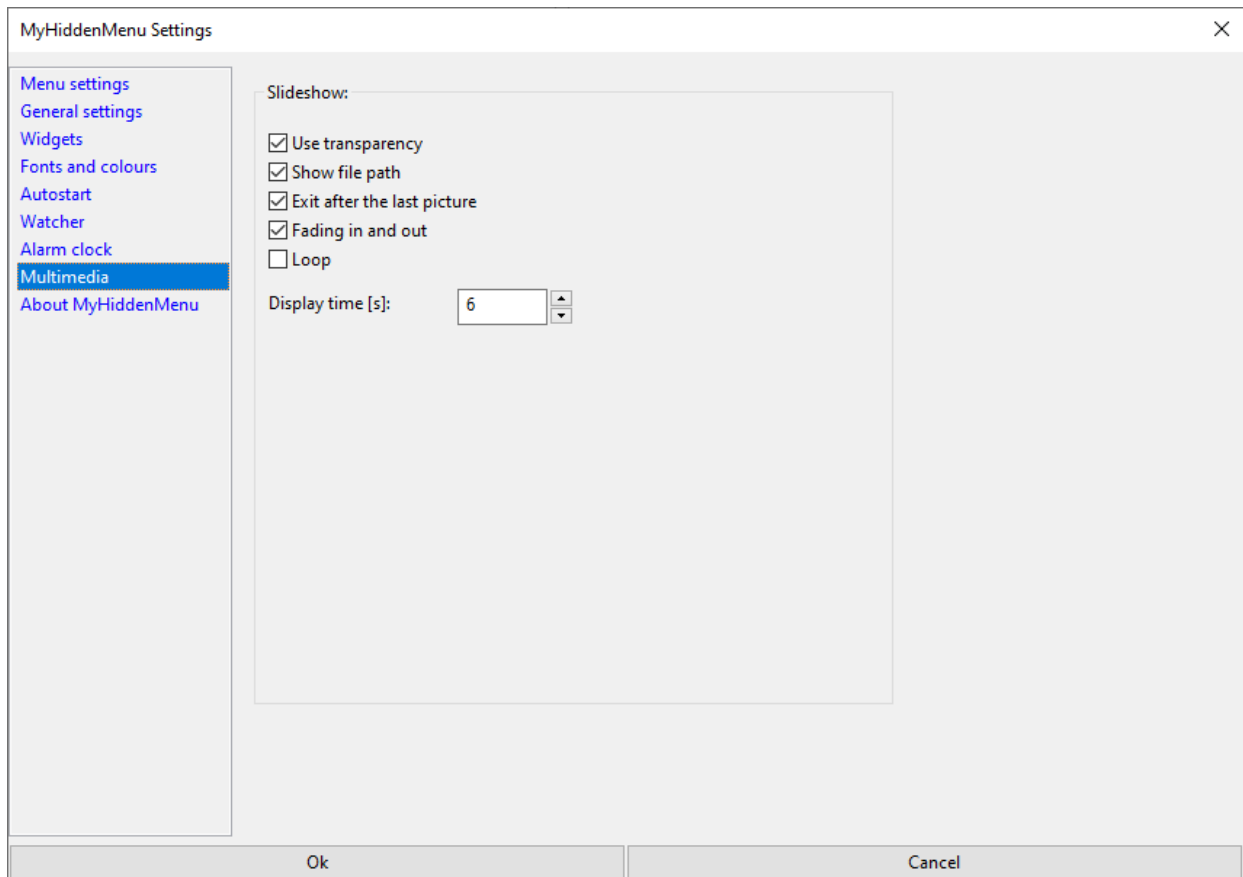 MyHiddenMenu Settings
Menu settings
General settings
Widgets
Fonts and colours
Autostart
Watcher
Alarm clock
Multimedia
About MyHiddenMenu
Slideshow:
Use transparency
Show file path
Exit after the last picture
Fading in and out
Loop
Display time [s]: 6
Ok Cancel